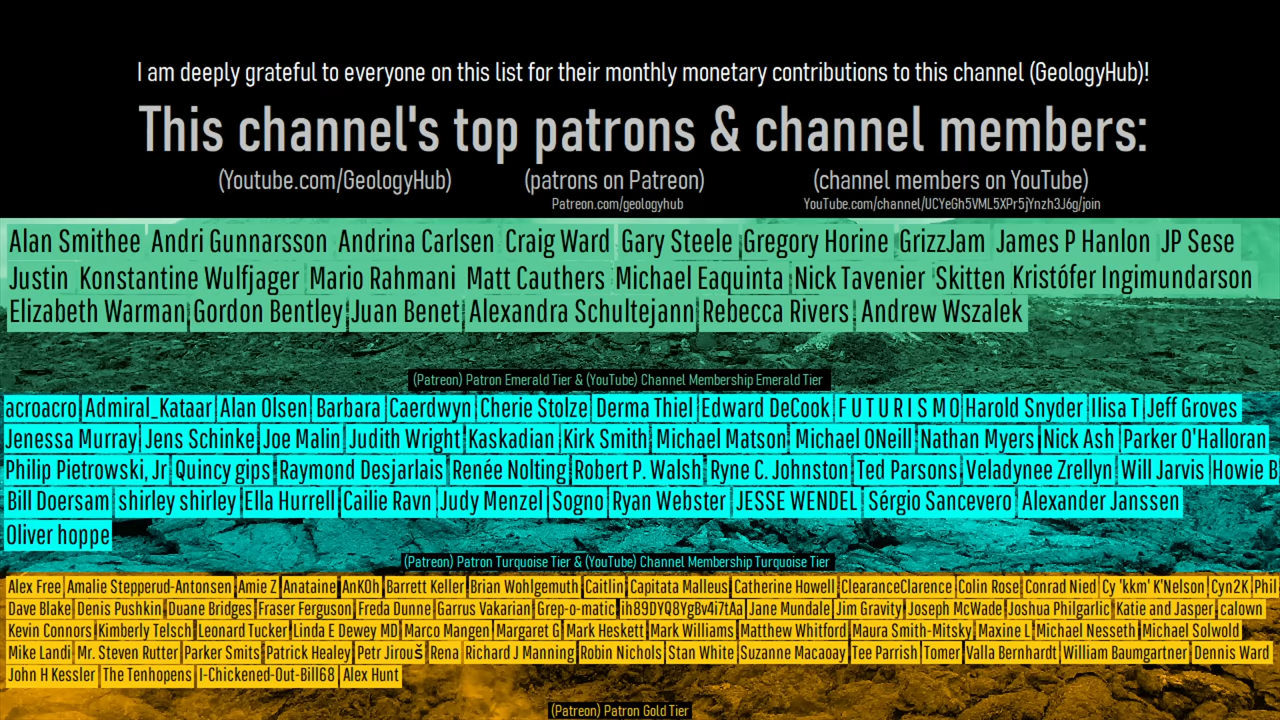 I am deeply grateful to everyone on this list for their monthly monetary contributions to this channel (GeologyHub)!
This channel's top patrons & channel members:
(Youtube.com/GeologyHub) (patrons on Patreon) (channel members on YouTube)
Patreon.com/geologyhub YouTube.com/channel/UCYeGh5VML5XPr5jYnzh3J6g/join
Alan Smithee Andri Gunnarsson Andrina Carlsen Craig Ward Gary Steele Gregory Horine GrizzJam James P Hanlon JP Sese
Justin Konstantine Wulfjager Mario Rahmani Matt Cauthers Michael Eaquinta Nick Tavenier Skitten Kristófer Ingimundarson
Elizabeth Warman Gordon Bentley Juan Benet Alexandra Schultejann Rebecca Rivers Andrew Wszalek
(Patreon) Patron Emerald Tier & (YouTube) Channel Membership Emerald Tier
acroacro Admiral_Kataar Alan Olsen Barbara Caerdwyn Cherie Stolze Derma Thiel Edward DeCook F U T U R I S M O Harold Snyder Ilisa T Jeff Groves
Jenessa Murray Jens Schinke Joe Malin Judith Wright Kaskadian Kirk Smith Michael Matson Michael ONeill Nathan Myers Nick Ash Parker O'Halloran
Philip Pietrowski, Jr Quincy gips Raymond Desjarlais Renée Nolting Robert P. Walsh Ryne C. Johnston Ted Parsons Veladynee Zrellyn Will Jarvis Howie B
Bill Doersam shirley shirley Ella Hurrell Cailie Ravn Judy Menzel Sogno Ryan Webster JESSE WENDEL Sérgio Sancevero Alexander Janssen
Oliver hoppe
(Patreon) Patron Turquoise Tier & (YouTube) Channel Membership Turquoise Tier
Alex Free Amalie Stepperud-Antonsen Amie Z Anataine AnKOh Barrett Keller Brian Wohlgemuth Caitlin Capitata Malleus Catherine Howell ClearanceClarence Colin Rose Conrad Nied Cy 'kkm' K'Nelson Cyn2K Phil
Dave Blake Denis Pushkin Duane Bridges Fraser Ferguson Freda Dunne Garrus Vakarian Grep-o-matic ih89DYQ8YgBv4i7tAa Jane Mundale Jim Gravity Joseph McWade Joshua Philgarlic Katie and Jasper calown
Kevin Connors Kimberly Telsch Leonard Tucker Linda E Dewey MD Marco Mangen Margaret G Mark Heskett Mark Williams Matthew Whitford Maura Smith-Mitsky Maxine L Michael Nesseth Michael Solwold
Mike Landi Mr. Steven Rutter Parker Smits Patrick Healey Petr Jirouš Rena Richard J Manning Robin Nichols Stan White Suzanne Macaoay Tee Parrish Tomer Valla Bernhardt William Baumgartner Dennis Ward
John H Kessler The Tenhopens I-Chickened-Out-Bill68 Alex Hunt
(Patreon) Patron Gold Tier